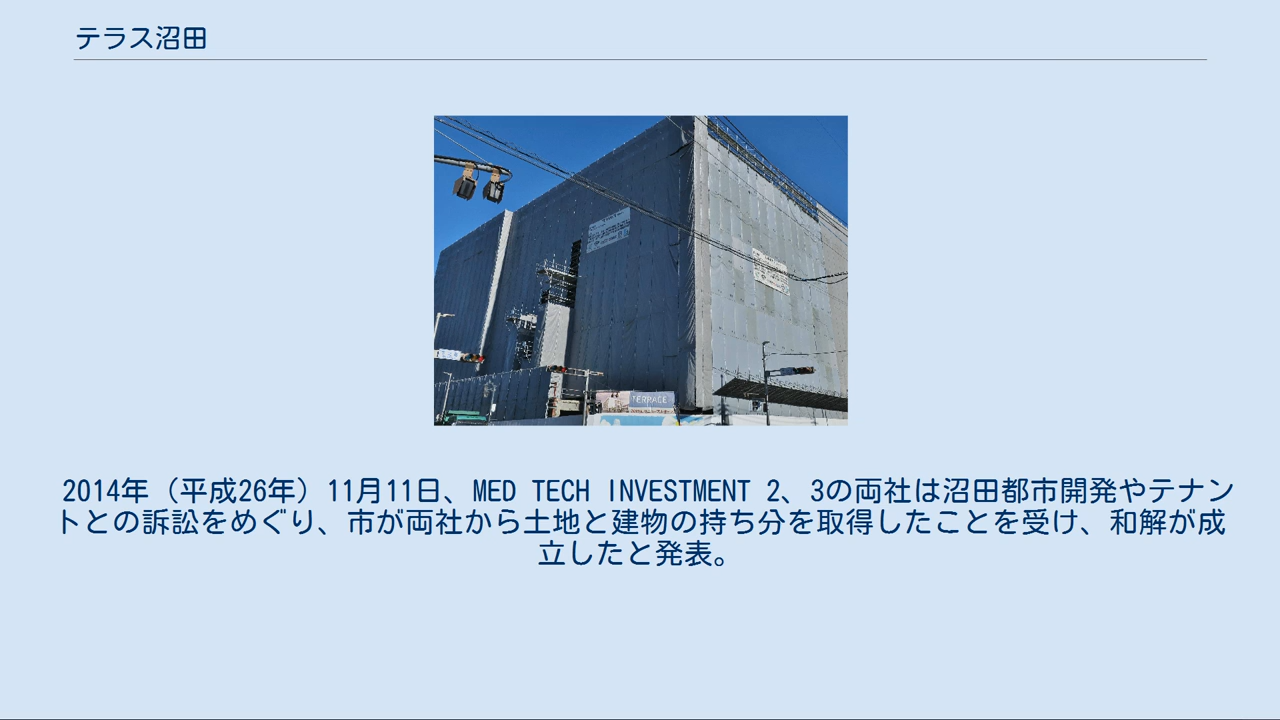 テラス沼田
TERRACE
2014年（平成26年）11月11日、MED TECH INVESTMENT 2、3の両社は沼田都市開発やテナン
トとの訴訟をめぐり、市が両社から土地と建物の持ち分を取得したことを受け、和解が成
立したと発表。